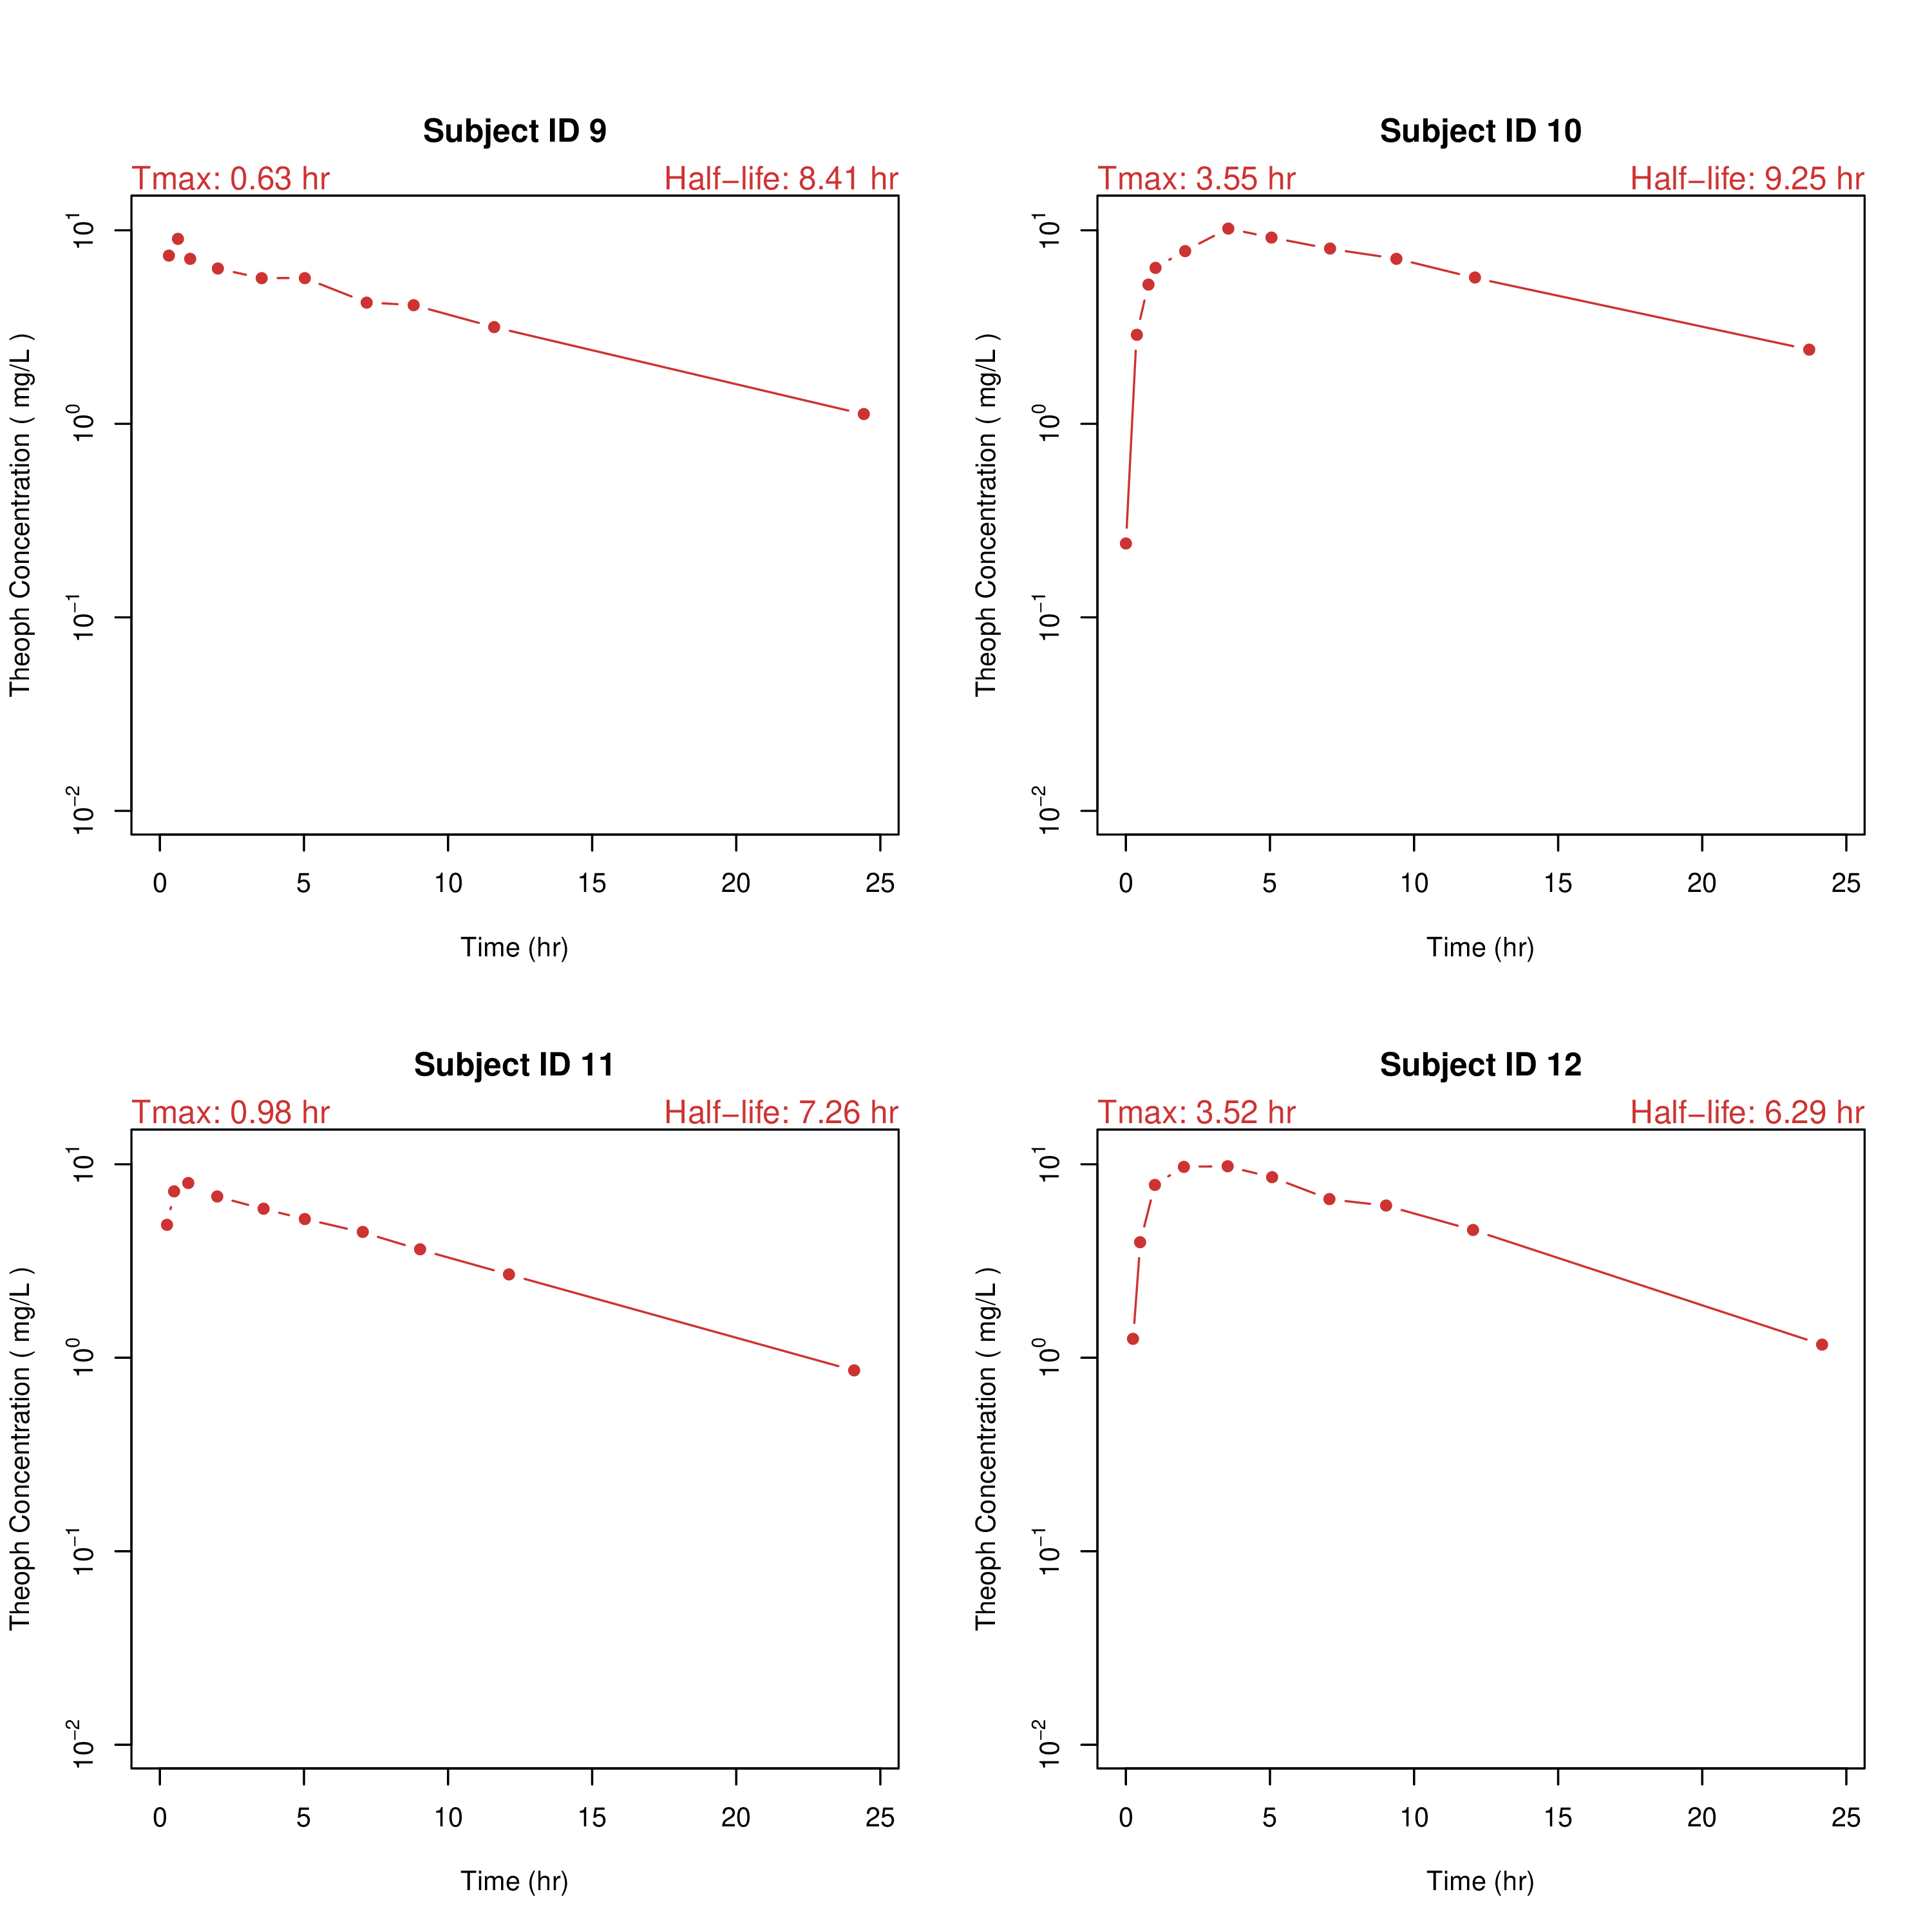 Subject ID 9
Tmax: 0.63 hr Half−life: 8.41 hr
Theoph Concentration ( mg/L )
10^1
10^0
10^−1
10^−2
0 5 10 15 20 25
Time (hr)
Subject ID 10
Tmax: 3.55 hr Half−life: 9.25 hr
Theoph Concentration ( mg/L )
10^1
10^0
10^−1
10^−2
0 5 10 15 20 25
Time (hr)
Subject ID 11
Tmax: 0.98 hr Half−life: 7.26 hr
Theoph Concentration ( mg/L )
10^1
10^0
10^−1
10^−2
0 5 10 15 20 25
Time (hr)
Subject ID 12
Tmax: 3.52 hr Half−life: 6.29 hr
Theoph Concentration ( mg/L )
10^1
10^0
10^−1
10^−2
0 5 10 15 20 25
Time (hr)